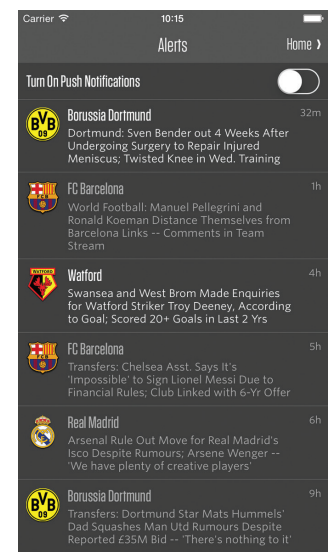 Carrier 10:15
Alerts
Home ›
Turn On Push Notifications
BVB
09
Borussia Dortmund 32m
Dortmund: Sven Bender out 4 Weeks After
Undergoing Surgery to Repair Injured
Meniscus; Twisted Knee in Wed. Training
FC Barcelona 1h
World Football: Manuel Pellegrini and
Ronald Koeman Distance Themselves from
Barcelona Links -- Comments in Team
Stream
WATFORD
Watford 4h
Swansea and West Brom Made Enquiries
for Watford Striker Troy Deeney, According
to Goal; Scored 20+ Goals in Last 2 Yrs
FC Barcelona 5h
Transfers: Chelsea Asst. Says It's
'Impossible' to Sign Lionel Messi Due to
Financial Rules; Club Linked with 6-Yr Offer
Real Madrid 6h
Arsenal Rule Out Move for Real Madrid's
Isco Despite Rumours; Arsene Wenger --
'We have plenty of creative players'
BVB
09
Borussia Dortmund 9h
Transfers: Dortmund Star Mats Hummels'
Dad Squashes Man Utd Rumours Despite
Reported £35M Bid -- 'There's nothing to it'